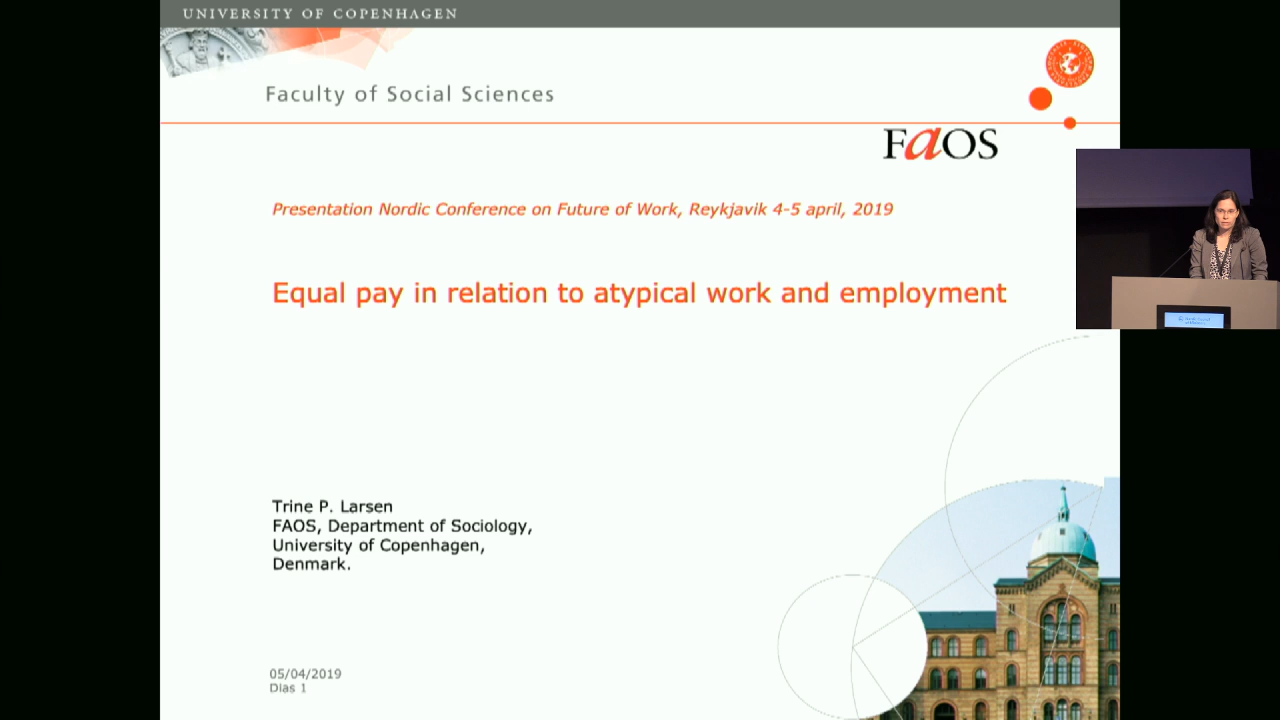 UNIVERSITY OF COPENHAGEN
Faculty of Social Sciences
FaOS
Presentation Nordic Conference on Future of Work, Reykjavik 4-5 april, 2019
Equal pay in relation to atypical work and employment
Trine P. Larsen
FAOS, Department of Sociology,
University of Copenhagen,
Denmark.
05/04/2019
Dias 1